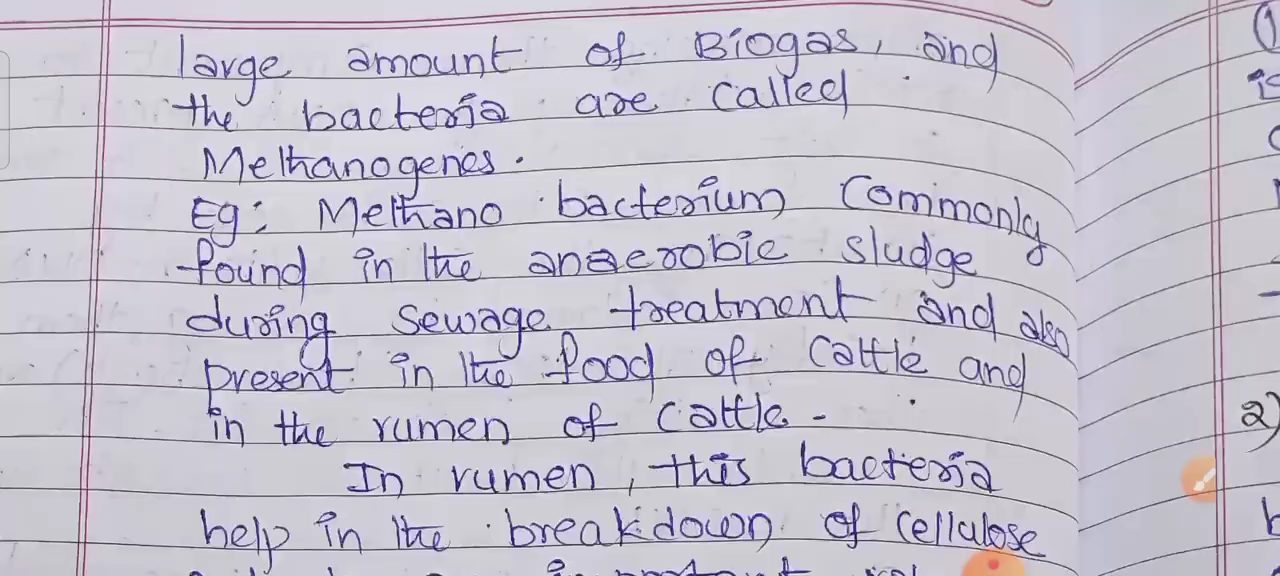 large amount of Biogas, and
the bacteria are called
Methanogenes.
Eg: Methano bacterium Commonly
found in the anaerobic sludge
during sewage treatment and also
present in the food of cattle and
in the rumen of cattle.
In rumen, this bacteria
help in the breakdown of cellulose
2)